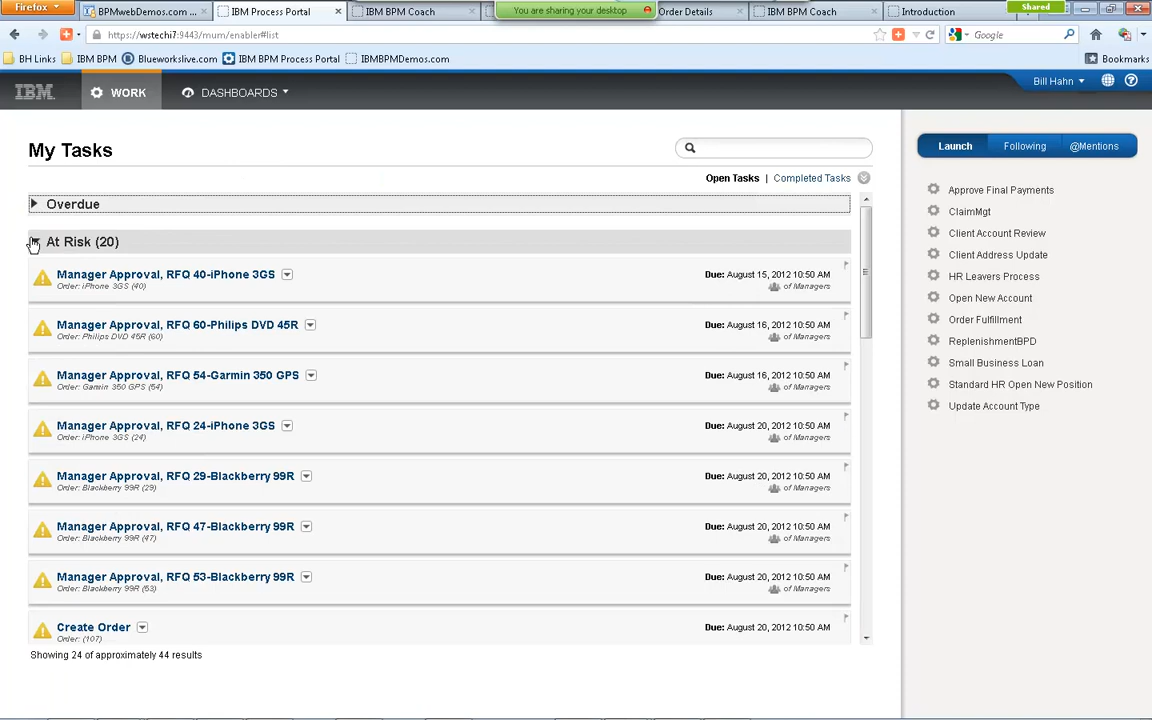 Firefox
BPMwebDemos.com ...
IBM Process Portal
IBM BPM Coach
You are sharing your desktop
Order Details
IBM BPM Coach
Introduction
Shared
https://wstechi7:9443/mum/enabler#list
Google
BH Links
IBM BPM
Blueworkslive.com
IBM BPM Process Portal
IBMBPMDemos.com
Bookmarks
IBM
WORK
DASHBOARDS
Bill Hahn
My Tasks
Open Tasks | Completed Tasks
Overdue
At Risk (20)
Manager Approval, RFQ 40-iPhone 3GS
Order: iPhone 3GS (40)
Due: August 15, 2012 10:50 AM
of Managers
Manager Approval, RFQ 60-Philips DVD 45R
Order: Philips DVD 45R (60)
Due: August 16, 2012 10:50 AM
of Managers
Manager Approval, RFQ 54-Garmin 350 GPS
Order: Garmin 350 GPS (54)
Due: August 16, 2012 10:50 AM
of Managers
Manager Approval, RFQ 24-iPhone 3GS
Order: iPhone 3GS (24)
Due: August 20, 2012 10:50 AM
of Managers
Manager Approval, RFQ 29-Blackberry 99R
Order: Blackberry 99R (29)
Due: August 20, 2012 10:50 AM
of Managers
Manager Approval, RFQ 47-Blackberry 99R
Order: Blackberry 99R (47)
Due: August 20, 2012 10:50 AM
of Managers
Manager Approval, RFQ 53-Blackberry 99R
Order: Blackberry 99R (53)
Due: August 20, 2012 10:50 AM
of Managers
Create Order
Order: (107)
Due: August 20, 2012 10:50 AM
Showing 24 of approximately 44 results
Launch
Following
@Mentions
Approve Final Payments
ClaimMgt
Client Account Review
Client Address Update
HR Leavers Process
Open New Account
Order Fulfillment
ReplenishmentBPD
Small Business Loan
Standard HR Open New Position
Update Account Type